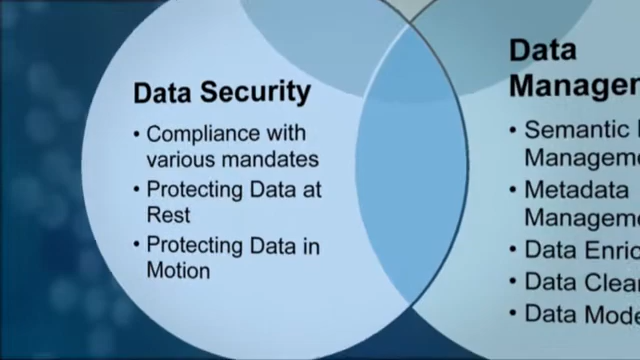 Data Security
• Compliance with
various mandates
• Protecting Data at
Rest
• Protecting Data in
Motion
Data
• Semantic
• Metadata
• Data
• Data
• Data